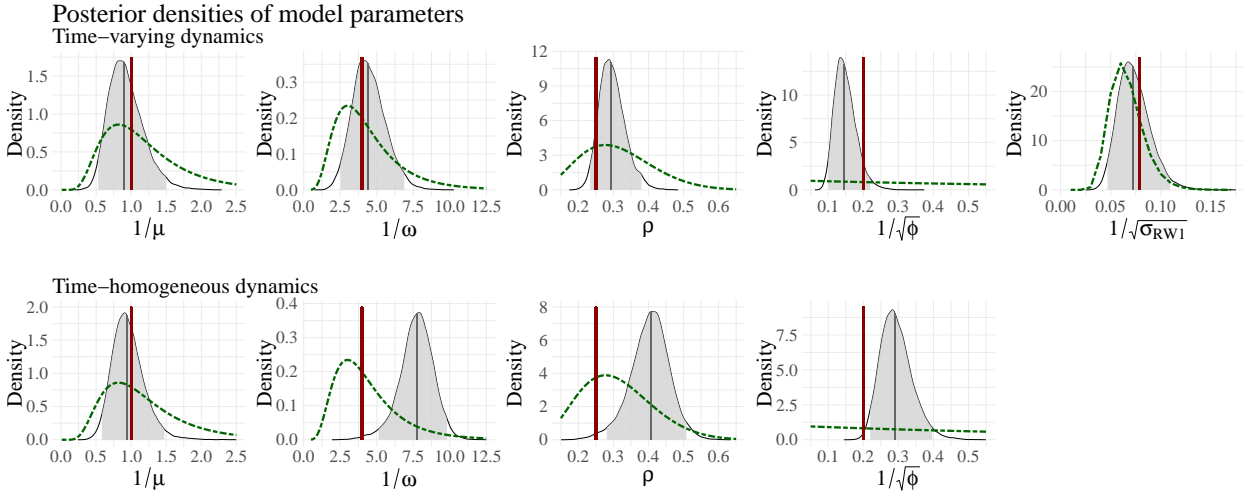 Posterior densities of model parameters
Time−varying dynamics
Density
1.5
1.0
0.5
0.0
0.0 0.5 1.0 1.5 2.0 2.5
1/μ
Density
0.3
0.2
0.1
0.0
2.5 5.0 7.5 10.0 12.5
1/ω
Density
12
9
6
3
0
0.2 0.3 0.4 0.5 0.6
ρ
Density
10
5
0
0.1 0.2 0.3 0.4 0.5
1/√ϕ
Density
20
10
0
0.00 0.05 0.10 0.15
1/√σRW1
Time−homogeneous dynamics
Density
2.0
1.5
1.0
0.5
0.0
0.0 0.5 1.0 1.5 2.0 2.5
1/μ
Density
0.4
0.3
0.2
0.1
0.0
2.5 5.0 7.5 10.0 12.5
1/ω
Density
8
6
4
2
0
0.2 0.3 0.4 0.5 0.6
ρ
Density
7.5
5.0
2.5
0.0
0.1 0.2 0.3 0.4 0.5
1/√ϕ